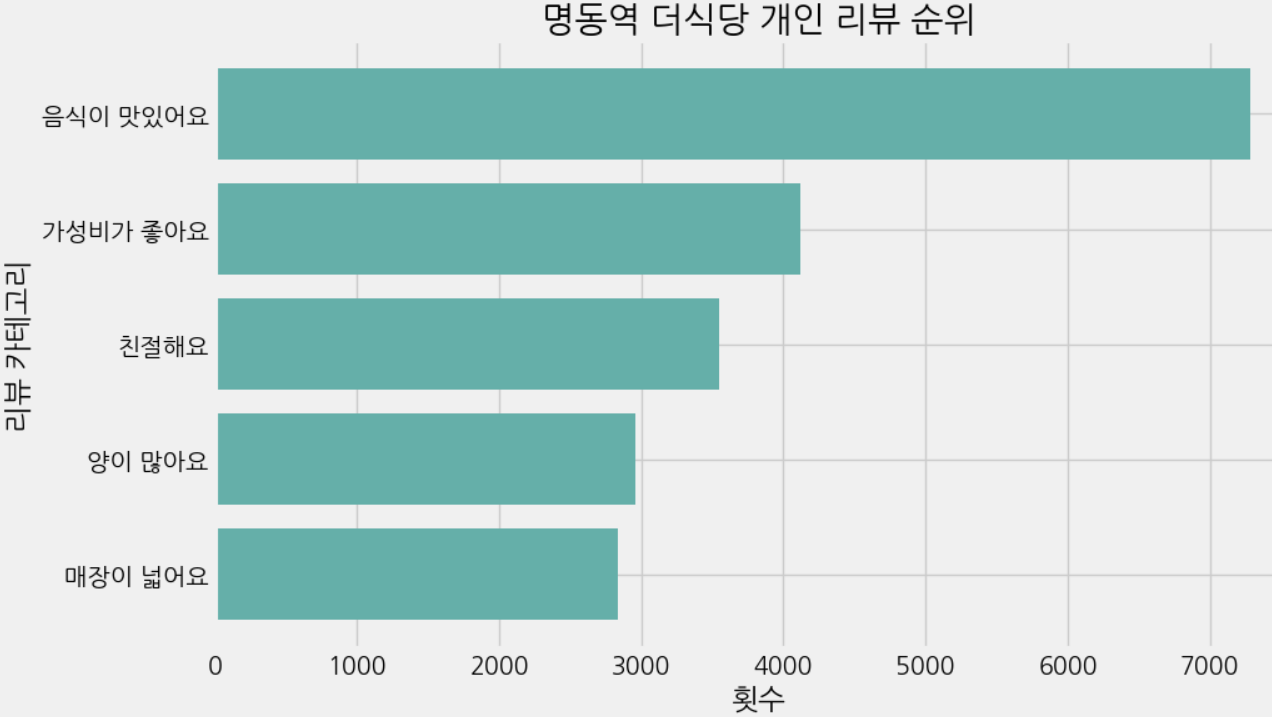 명동역 더식당 개인 리뷰 순위
리뷰 카테고리
음식이 맛있어요
가성비가 좋아요
친절해요
양이 많아요
매장이 넓어요
0 1000 2000 3000 4000 5000 6000 7000
횟수